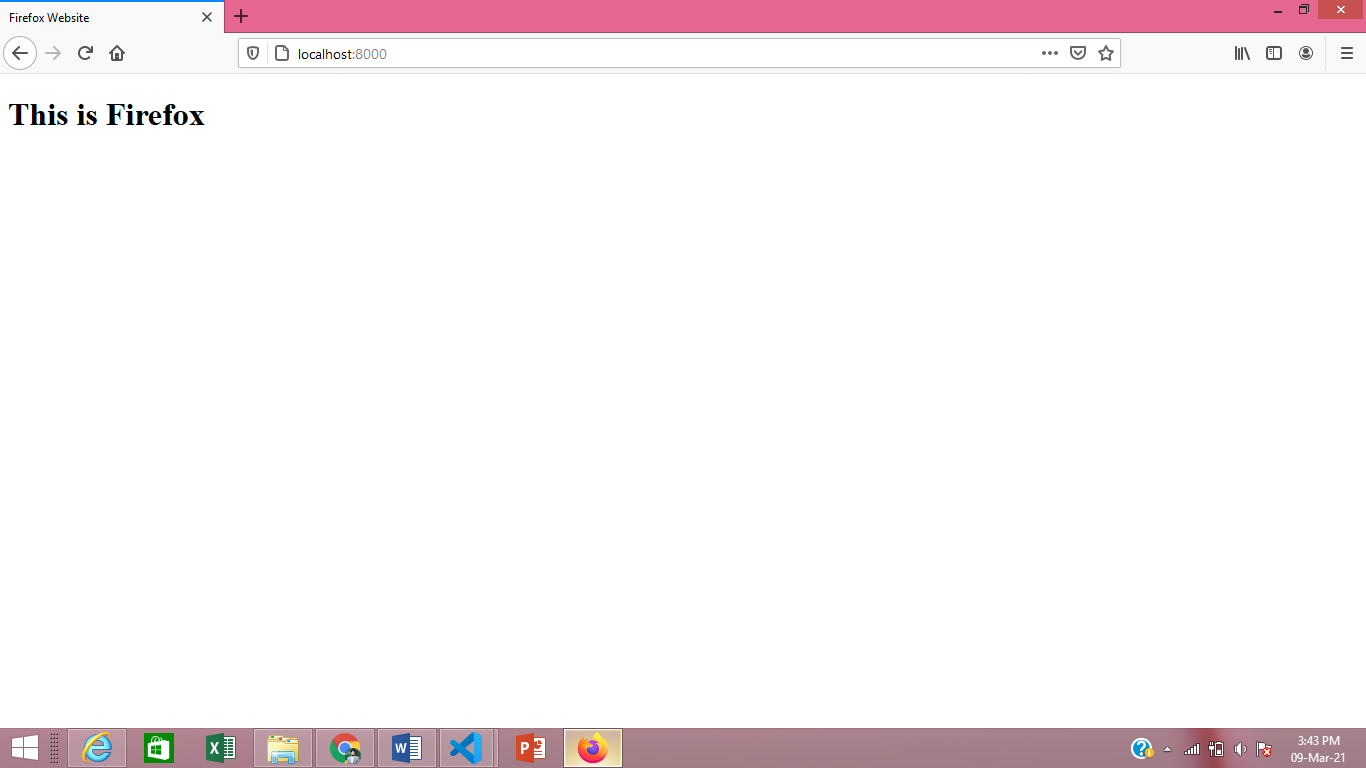 Firefox Website
localhost:8000
This is Firefox
3:43 PM
09-Mar-21